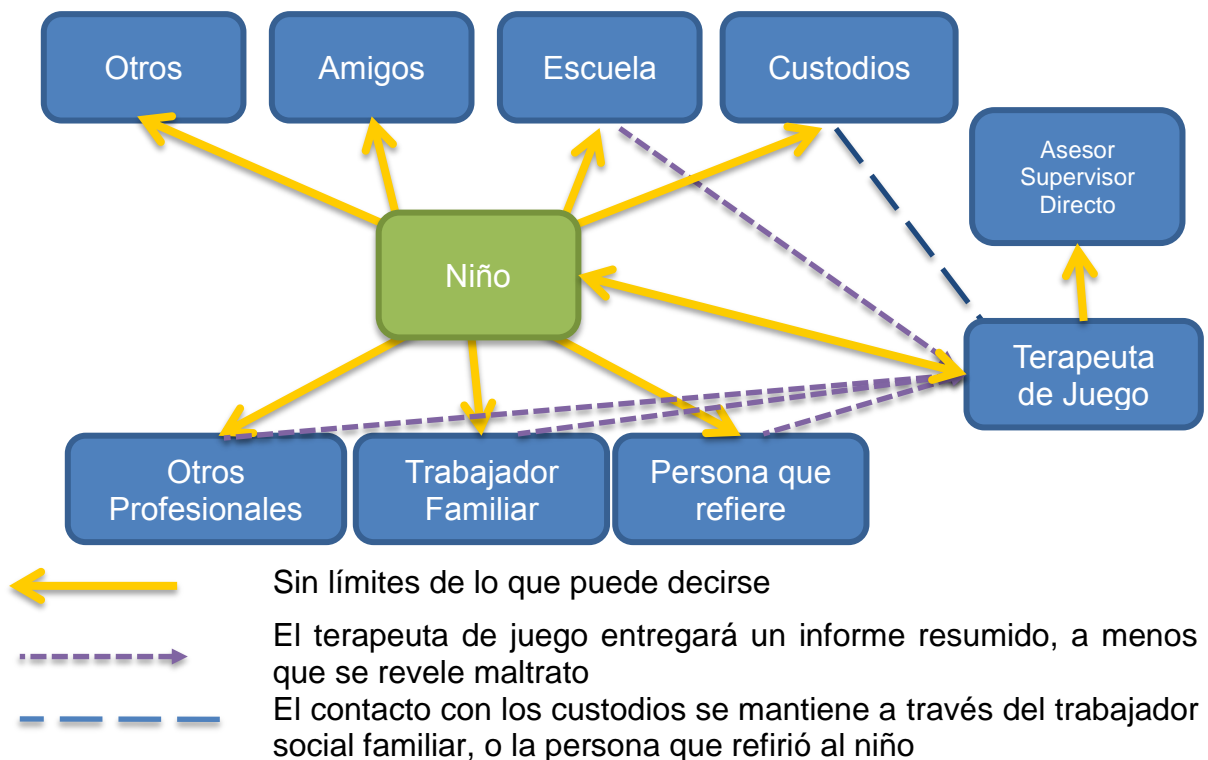 Otros
Amigos
Escuela
Custodios
Asesor
Supervisor
Directo
Niño
Terapeuta
de Juego
Otros
Profesionales
Trabajador
Familiar
Persona que
refiere
Sin límites de lo que puede decirse
El terapeuta de juego entregará un informe resumido, a menos
que se revele maltrato
El contacto con los custodios se mantiene a través del trabajador
social familiar, o la persona que refirió al niño